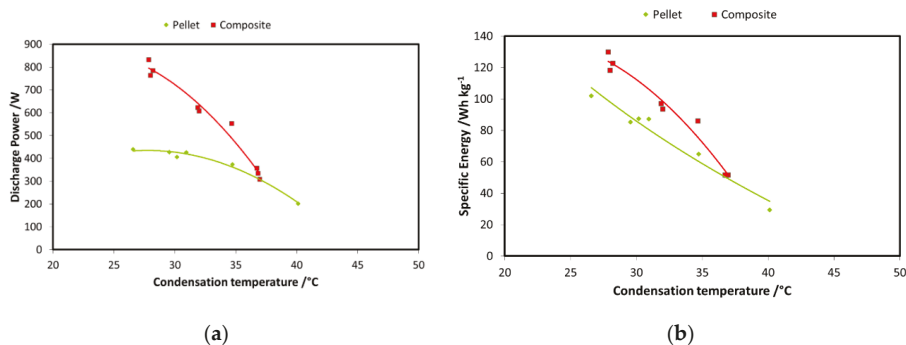 Pellet Composite
900
800
700
600
500
400
300
200
100
0
Discharge Power /W
20 25 30 35 40 45 50
Condensation temperature /°C
(a)
Pellet Composite
140
120
100
80
60
40
20
0
Specific Energy /Wh kg⁻¹
20 25 30 35 40 45 50
Condensation temperature /°C
(b)